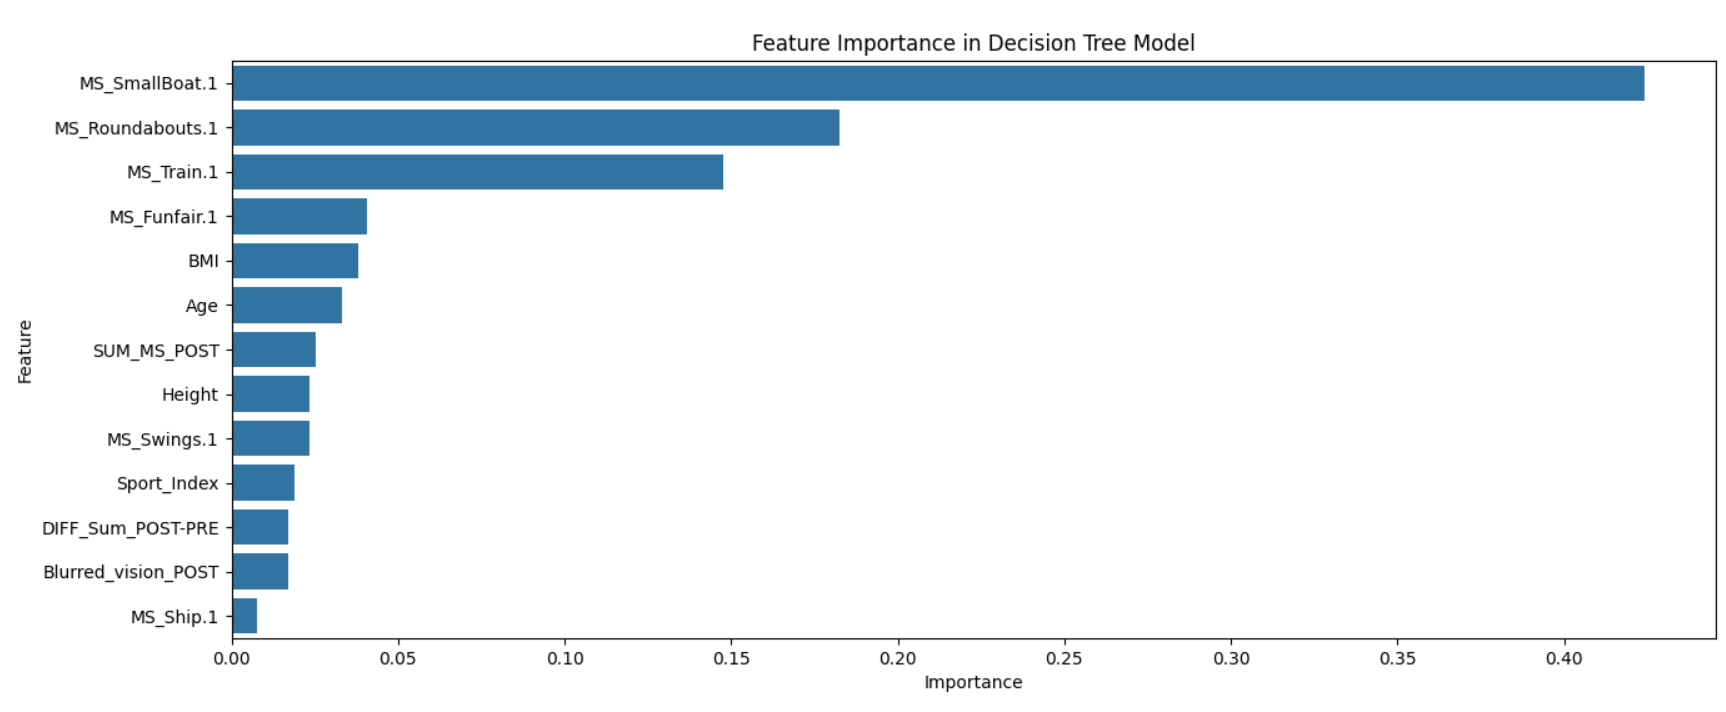 Feature Importance in Decision Tree Model
MS_SmallBoat.1
MS_Roundabouts.1
MS_Train.1
MS_Funfair.1
BMI
Age
SUM_MS_POST
Height
MS_Swings.1
Sport_Index
DIFF_Sum_POST-PRE
Blurred_vision_POST
MS_Ship.1
Feature
0.00 0.05 0.10 0.15 0.20 0.25 0.30 0.35 0.40
Importance